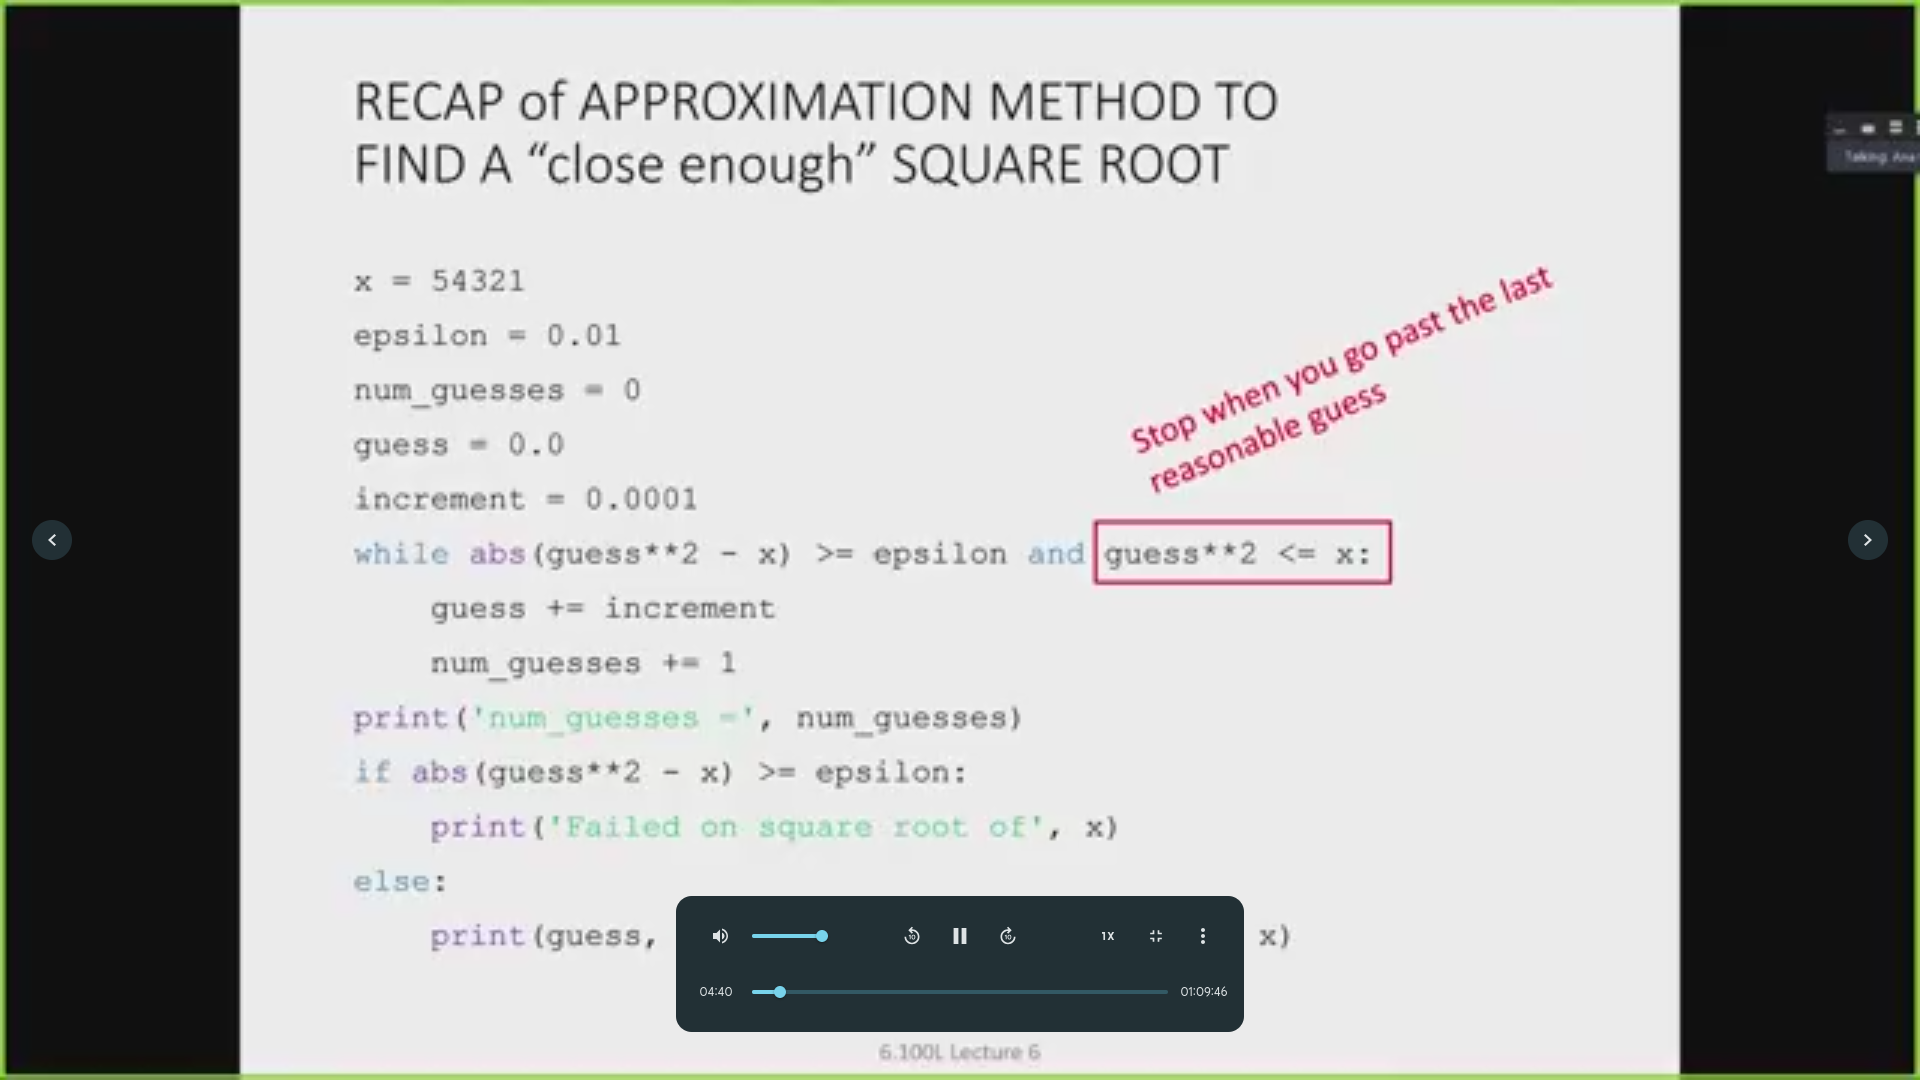 RECAP of APPROXIMATION METHOD TO
FIND A “close enough” SQUARE ROOT
Talking: Ana
x = 54321
epsilon = 0.01
num_guesses = 0
guess = 0.0
increment = 0.0001
Stop when you go past the last
reasonable guess
while abs(guess**2 - x) >= epsilon and guess**2 <= x:
guess += increment
num_guesses += 1
print('num_guesses =', num_guesses)
if abs(guess**2 - x) >= epsilon:
print('Failed on square root of', x)
else:
print(guess, x)
10 10 1X
04:40 01:09:46
6.100L Lecture 6